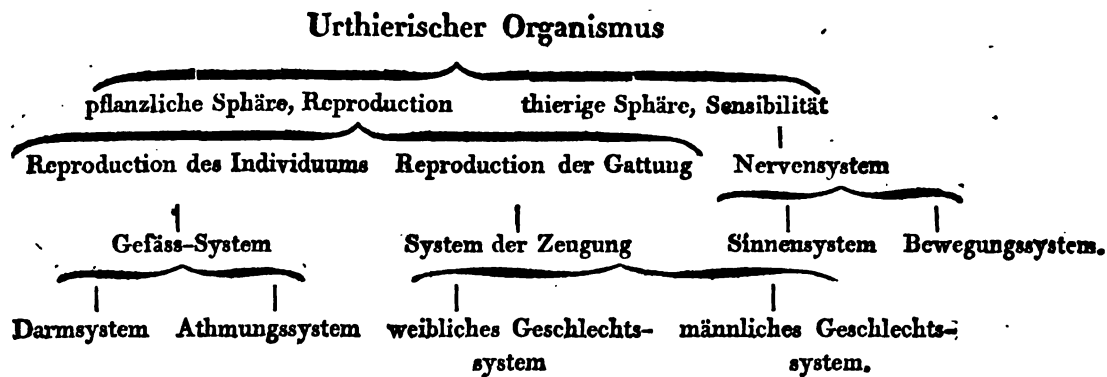 Urthierischer Organismus
pflanzliche Sphäre, Reproduction thierige Sphäre, Sensibilität
Reproduction des Individuums Reproduction der Gattung Nervensystem
Gefäss-System System der Zeugung Sinnensystem Bewegungssystem.
Darmsystem Athmungssystem weibliches Geschlechts- männliches Geschlechts-
system system.